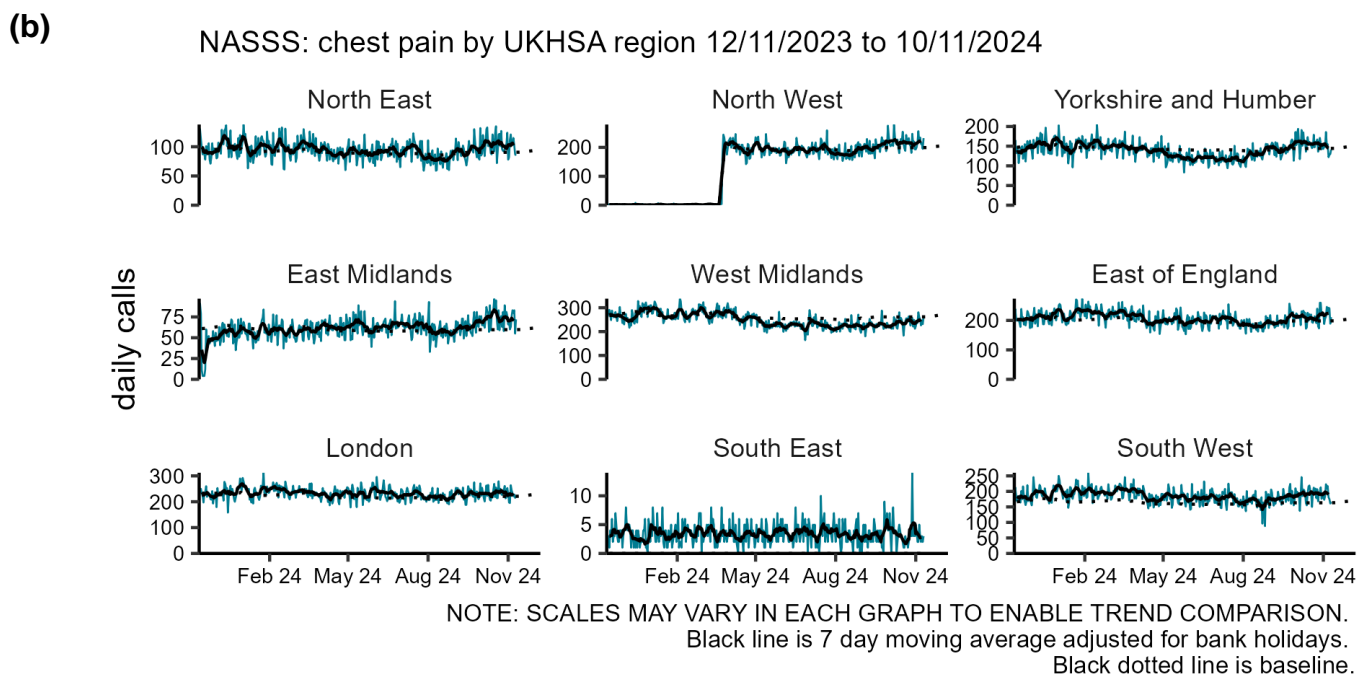 (b)
NASSS: chest pain by UKHSA region 12/11/2023 to 10/11/2024
North East
North West
Yorkshire and Humber
100
50
0
200
100
0
200
150
100
50
0
daily calls
East Midlands
West Midlands
East of England
75
50
25
0
300
200
100
0
200
100
0
London
South East
South West
300
200
100
0
10
5
0
250
200
150
100
50
0
Feb 24 May 24 Aug 24 Nov 24
Feb 24 May 24 Aug 24 Nov 24
Feb 24 May 24 Aug 24 Nov 24
NOTE: SCALES MAY VARY IN EACH GRAPH TO ENABLE TREND COMPARISON.
Black line is 7 day moving average adjusted for bank holidays.
Black dotted line is baseline.